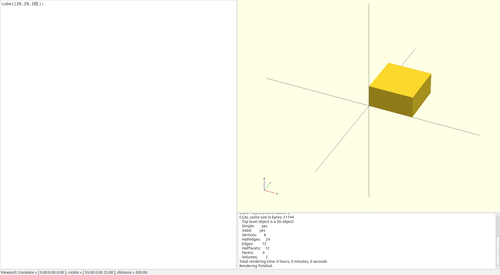 cube([20,20,10]);
CGAL cache size in bytes: 21744
Top level object is a 3D object:
Simple: yes
Valid: yes
Vertices: 8
Halfedges: 24
Edges: 12
Halffacets: 12
Facets: 6
Volumes: 2
Total rendering time: 0 hours, 0 minutes, 0 seconds
Rendering finished.
Viewport: translate = [ 0.00 0.00 0.00 ], rotate = [ 55.00 0.00 25.00 ], distance = 500.00